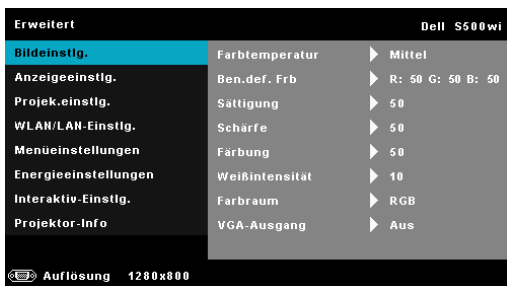 Erweitert Dell S500wi
Bildeinstlg. Farbtemperatur Mittel
Anzeigeeinstlg. Ben.def. Frb R: 50 G: 50 B: 50
Projek.einstlg. Sättigung 50
WLAN/LAN-Einstlg. Schärfe 50
Menüeinstellungen Färbung 50
Energieeinstellungen Weißintensität 10
Interaktiv-Einstlg. Farbraum RGB
Projektor-Info VGA-Ausgang Aus
Auflösung 1280x800